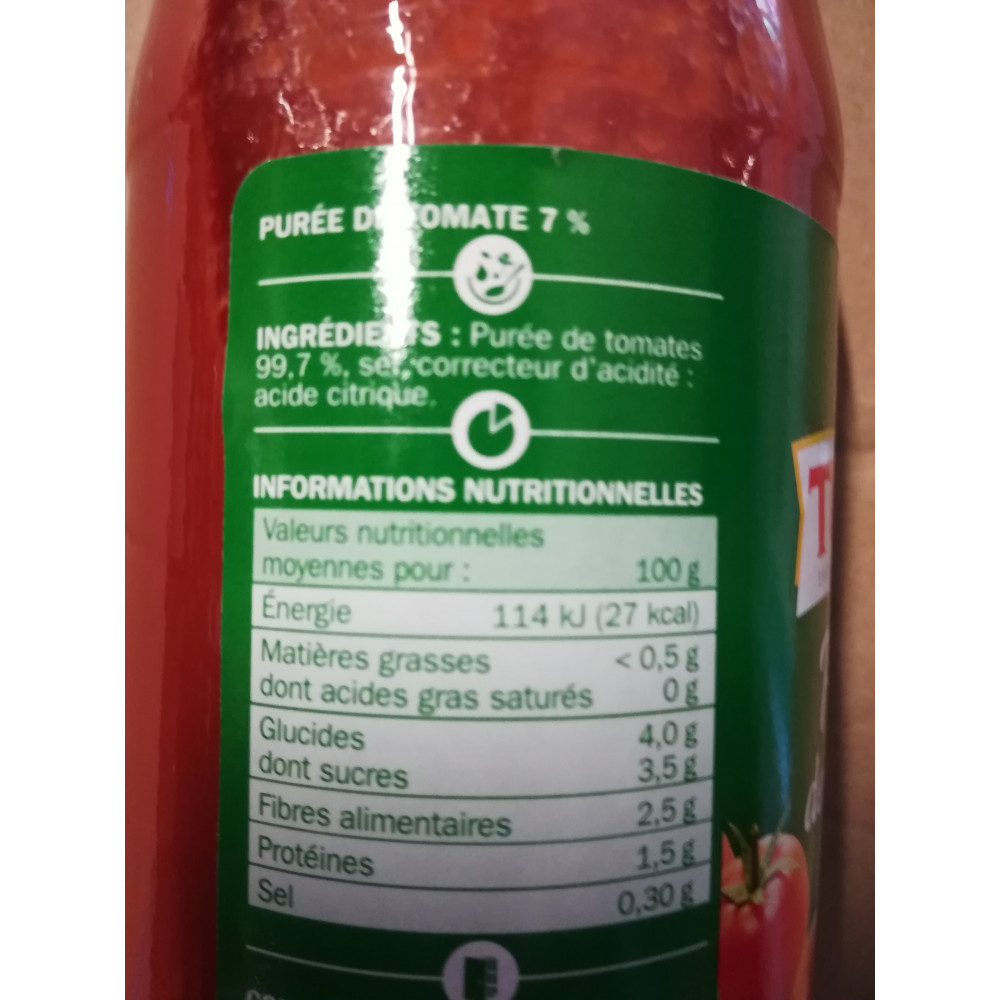 PURÉE DE TOMATE 7 %
INGRÉDIENTS : Purée de tomates
99,7 %, sel, correcteur d'acidité :
acide citrique.
INFORMATIONS NUTRITIONNELLES
Valeurs nutritionnelles
moyennes pour : 100 g
Énergie 114 kJ (27 kcal)
Matières grasses < 0,5 g
dont acides gras saturés 0 g
Glucides 4,0 g
dont sucres 3,5 g
Fibres alimentaires 2,5 g
Protéines 1,5 g
Sel 0,30 g
T